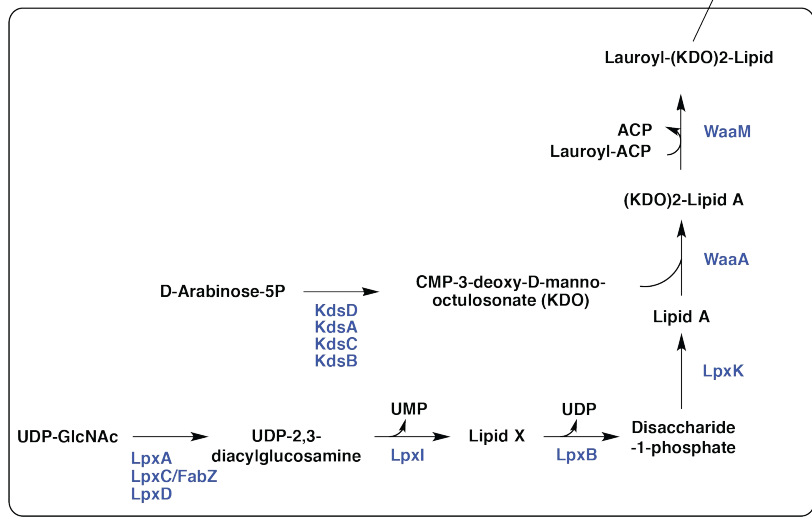 Lauroyl-(KDO)2-Lipid
ACP
Lauroyl-ACP
WaaM
(KDO)2-Lipid A
WaaA
D-Arabinose-5P
KdsD
KdsA
KdsC
KdsB
CMP-3-deoxy-D-manno-
octulosonate (KDO)
Lipid A
LpxK
UDP-GlcNAc
LpxA
LpxC/FabZ
LpxD
UDP-2,3-
diacylglucosamine
UMP
LpxI
Lipid X
UDP
LpxB
Disaccharide
-1-phosphate